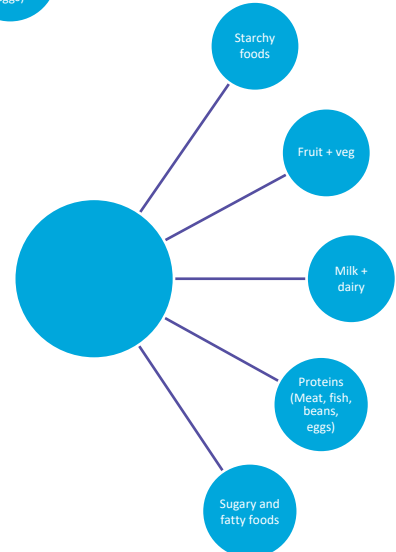 Starchy
foods
Fruit + veg
Milk +
dairy
Proteins
(Meat, fish,
beans,
eggs)
Sugary and
fatty foods